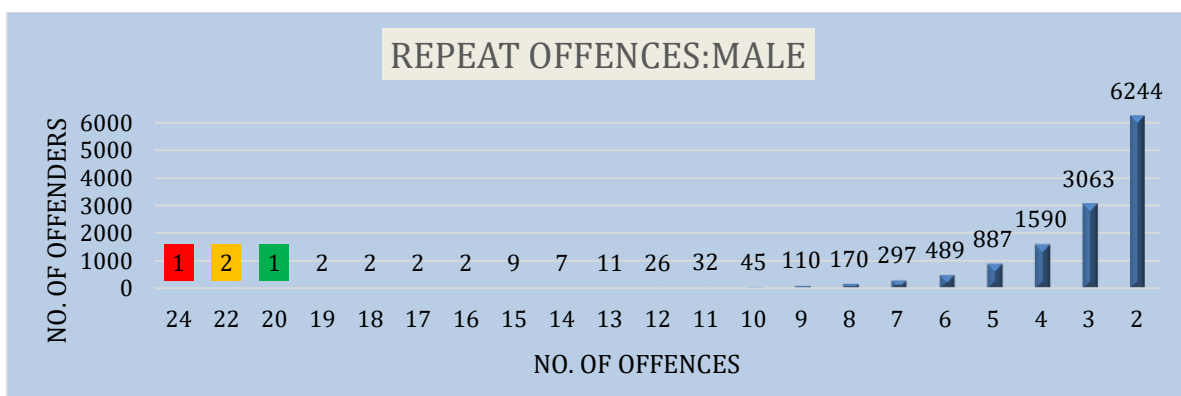 REPEAT OFFENCES:MALE
NO. OF OFFENDERS
6000
5000
4000
3000
2000
1000
0
1 2 1 2 2 2 2 9 7 11 26 32 45 110 170 297 489 887 1590 3063 6244
24 22 20 19 18 17 16 15 14 13 12 11 10 9 8 7 6 5 4 3 2
NO. OF OFFENCES